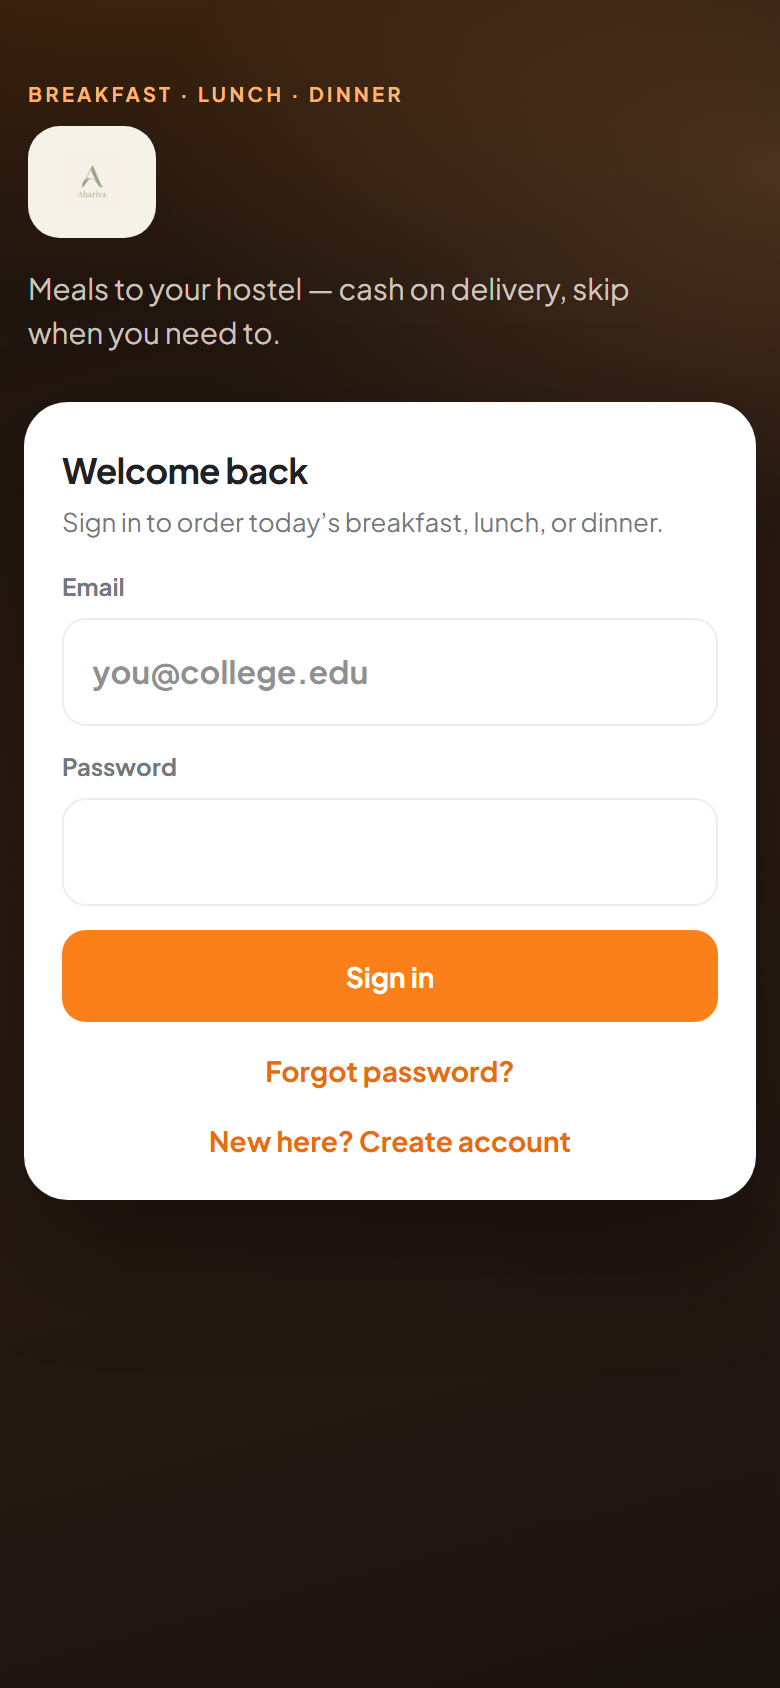 BREAKFAST · LUNCH · DINNER
A
Ahariva
Meals to your hostel — cash on delivery, skip
when you need to.
Welcome back
Sign in to order today’s breakfast, lunch, or dinner.
Email
you@college.edu
Password
Sign in
Forgot password?
New here? Create account